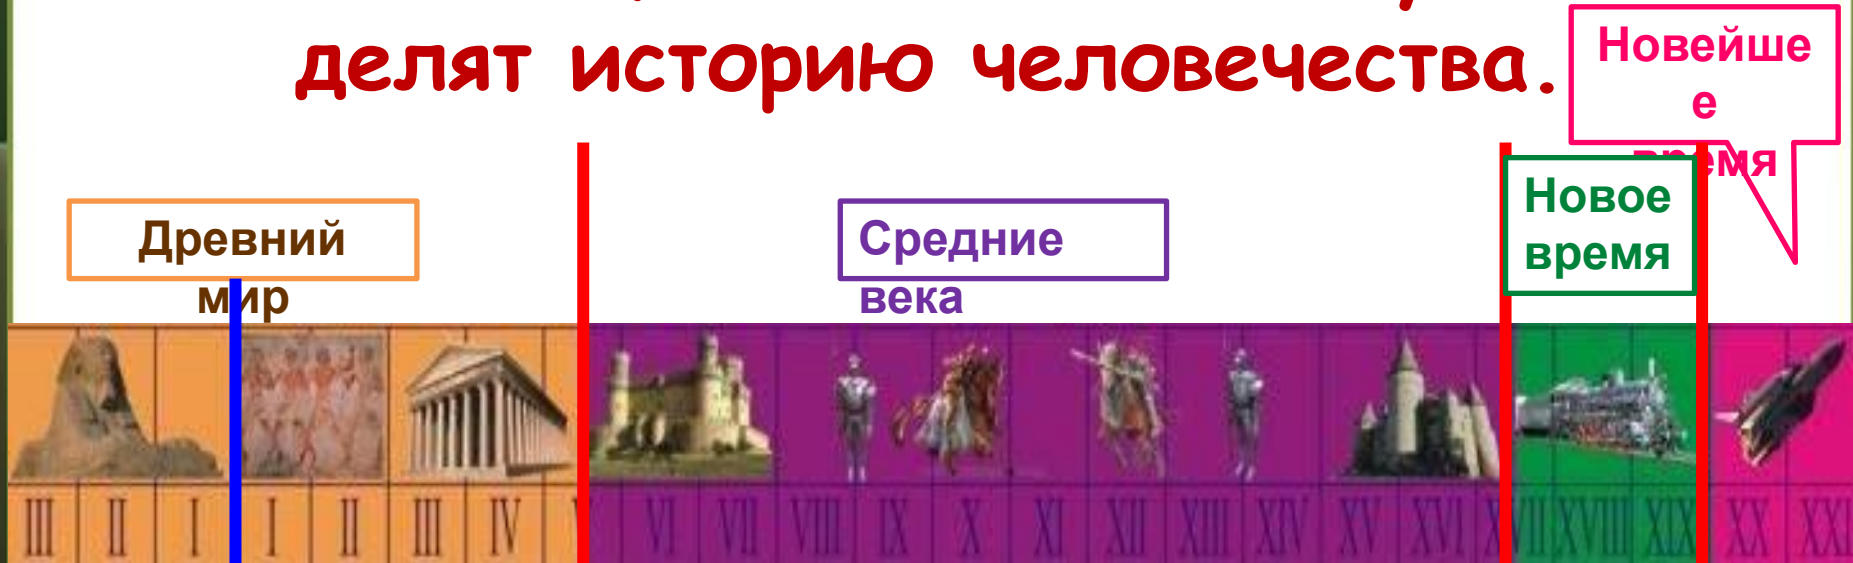 делят историю человечества.
Новейше
е
время
Древний
мир
Средние
века
Новое
время
III II I I II III IV V VI VII VIII IX X XI XII XIII XIV XV XVI XVII XVIII XIX XX XXI